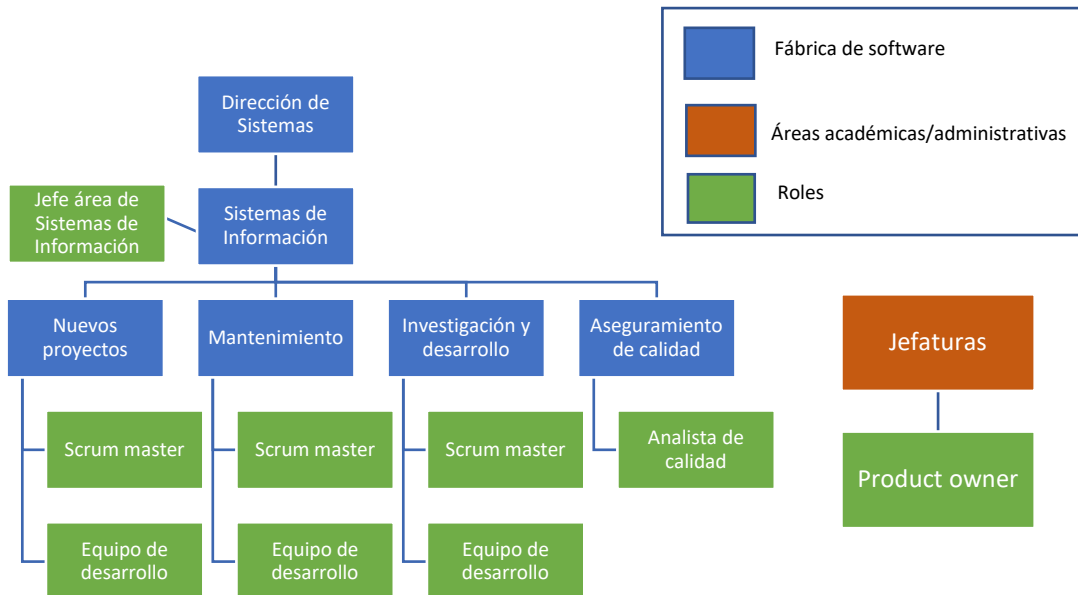 Fábrica de software
Áreas académicas/administrativas
Roles
Dirección de
Sistemas
Jefe área de
Sistemas de
Información
Sistemas de
Información
Nuevos
proyectos
Mantenimiento
Investigación y
desarrollo
Aseguramiento
de calidad
Jefaturas
Scrum master
Scrum master
Scrum master
Analista de
calidad
Product owner
Equipo de
desarrollo
Equipo de
desarrollo
Equipo de
desarrollo